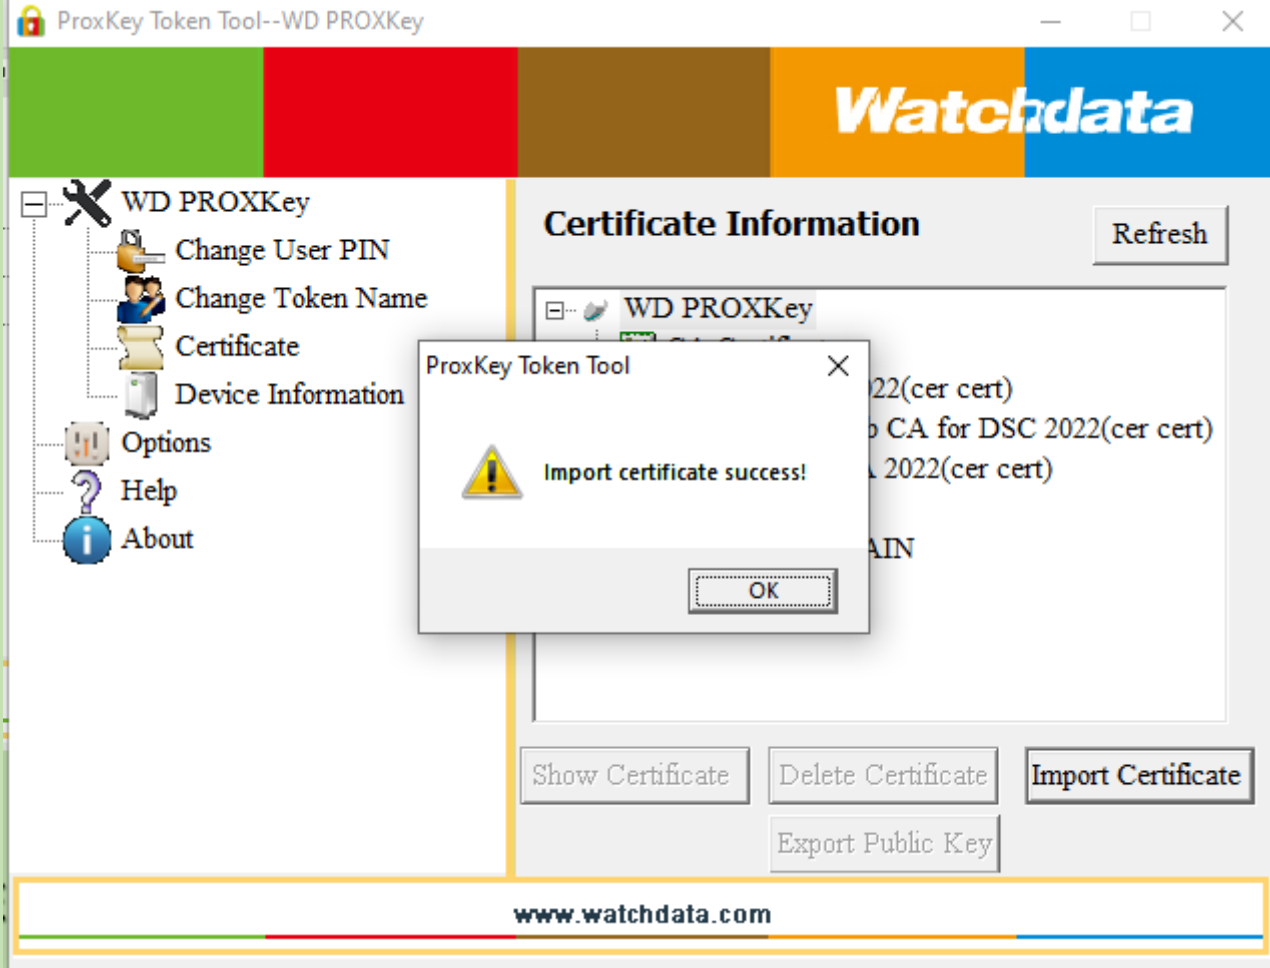 ProxKey Token Tool--WD PROXKey
Watchdata
WD PROXKey
Change User PIN
Change Token Name
Certificate
Device Information
Options
Help
About
Certificate Information
Refresh
WD PROXKey
22(cer cert)
CA for DSC 2022(cer cert)
2022(cer cert)
AIN
ProxKey Token Tool
Import certificate success!
OK
Show Certificate
Delete Certificate
Import Certificate
Export Public Key
www.watchdata.com